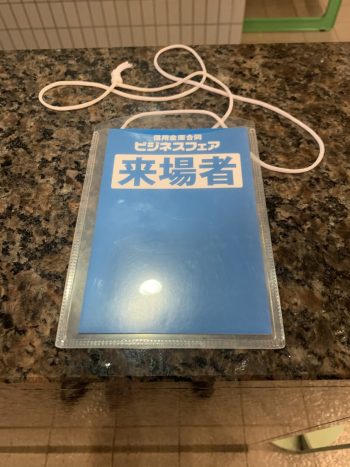 信用金庫合同
ビジネスフェア
来場者